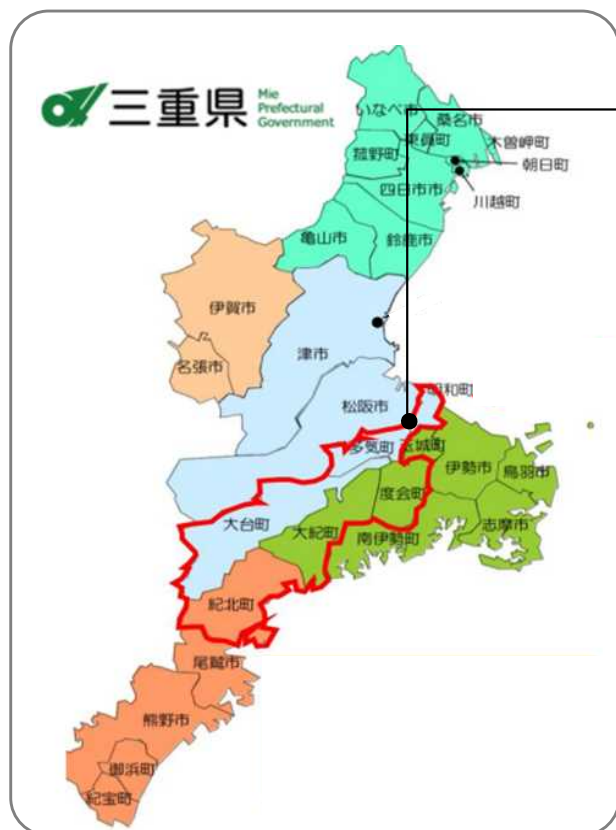 三重県
Mie
Prefectural
Government
いなべ市
桑名市
東員町
木曽岬町
菰野町
朝日町
四日市市
川越町
亀山市
鈴鹿市
伊賀市
津市
名張市
明和町
松阪市
多気町
玉城町
伊勢市
鳥羽市
度会町
大台町
大紀町
南伊勢町
志摩市
紀北町
尾鷲市
熊野市
御浜町
紀宝町